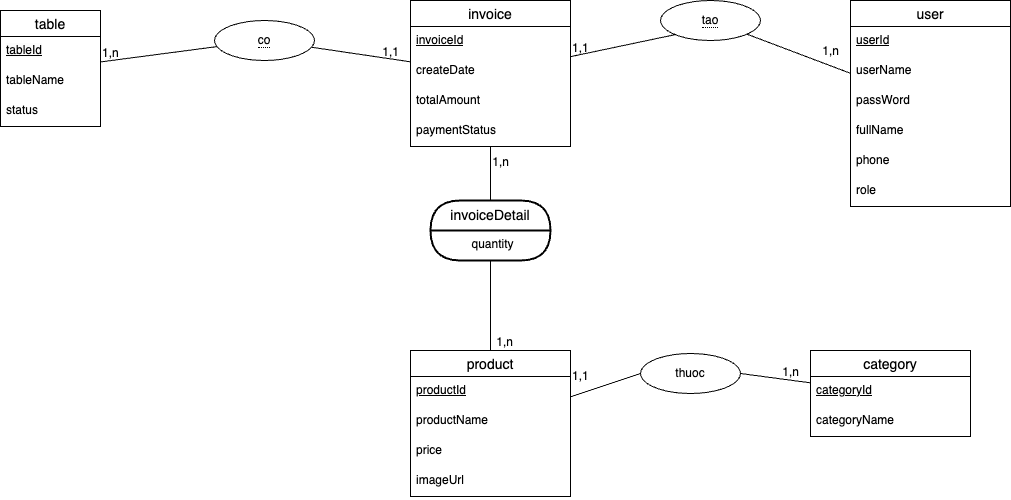 table
tableId
tableName
status
1,n
co
1,1
invoice
invoiceId
createDate
totalAmount
paymentStatus
1,1
tao
1,n
user
userId
userName
passWord
fullName
phone
role
1,n
invoiceDetail
quantity
1,n
product
productId
productName
price
imageUrl
1,1
thuoc
1,n
category
categoryId
categoryName